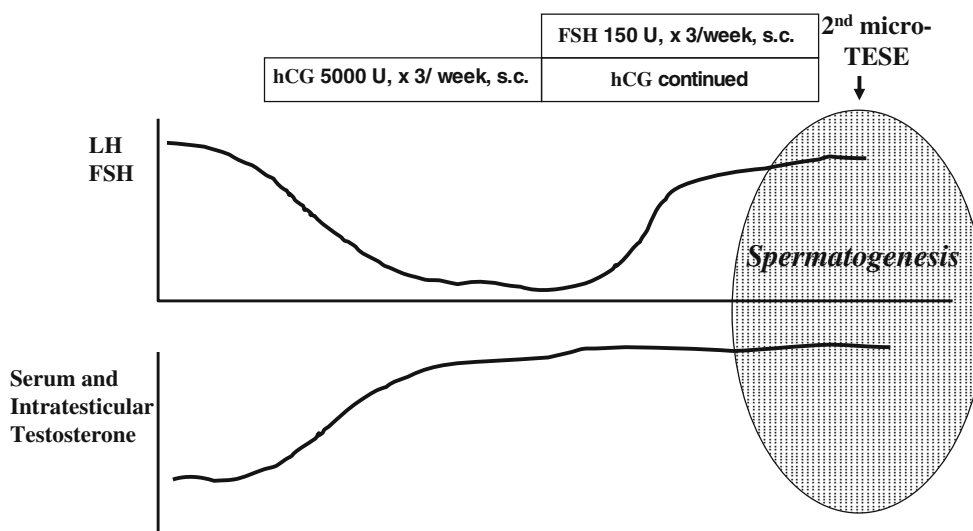 FSH 150 U, x 3/week, s.c.
2nd micro-
TESE
hCG 5000 U, x 3/ week, s.c.
hCG continued
LH
FSH
Spermatogenesis
Serum and
Intratesticular
Testosterone